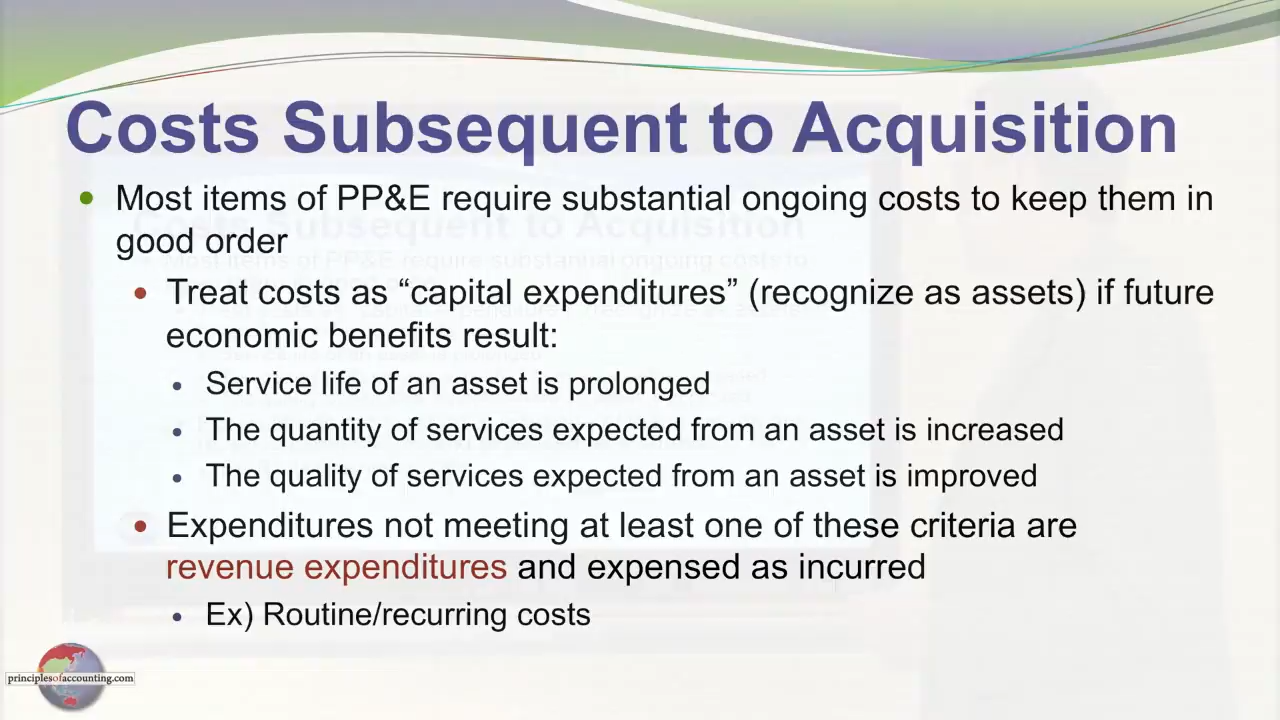 Costs Subsequent to Acquisition
• Most items of PP&E require substantial ongoing costs to keep them in
good order
• Treat costs as “capital expenditures” (recognize as assets) if future
economic benefits result:
• Service life of an asset is prolonged
• The quantity of services expected from an asset is increased
• The quality of services expected from an asset is improved
• Expenditures not meeting at least one of these criteria are
revenue expenditures and expensed as incurred
• Ex) Routine/recurring costs
principlesofaccounting.com